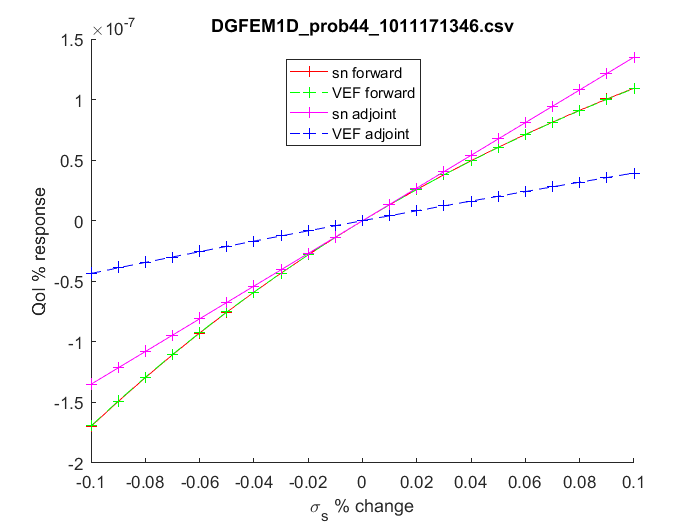 DGFEM1D_prob44_1011171346.csv
×10⁻⁷
1.5
1
0.5
0
-0.5
-1
-1.5
-2
QoI % response
sn forward
VEF forward
sn adjoint
VEF adjoint
-0.1 -0.08 -0.06 -0.04 -0.02 0 0.02 0.04 0.06 0.08 0.1
σs % change